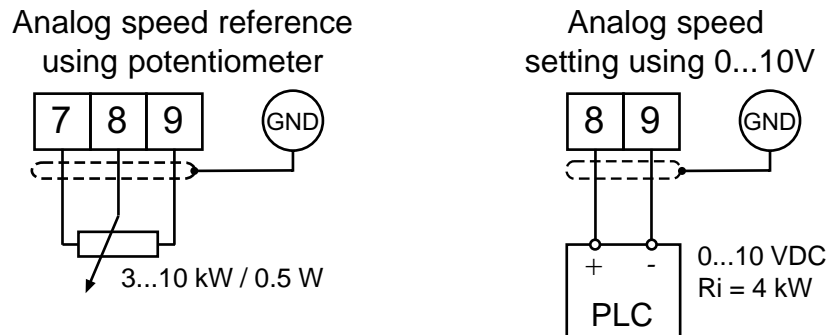 Analog speed reference
using potentiometer
7 8 9 GND
3...10 kW / 0.5 W
Analog speed
setting using 0...10V
8 9 GND
+ -
PLC
0...10 VDC
Ri = 4 kW